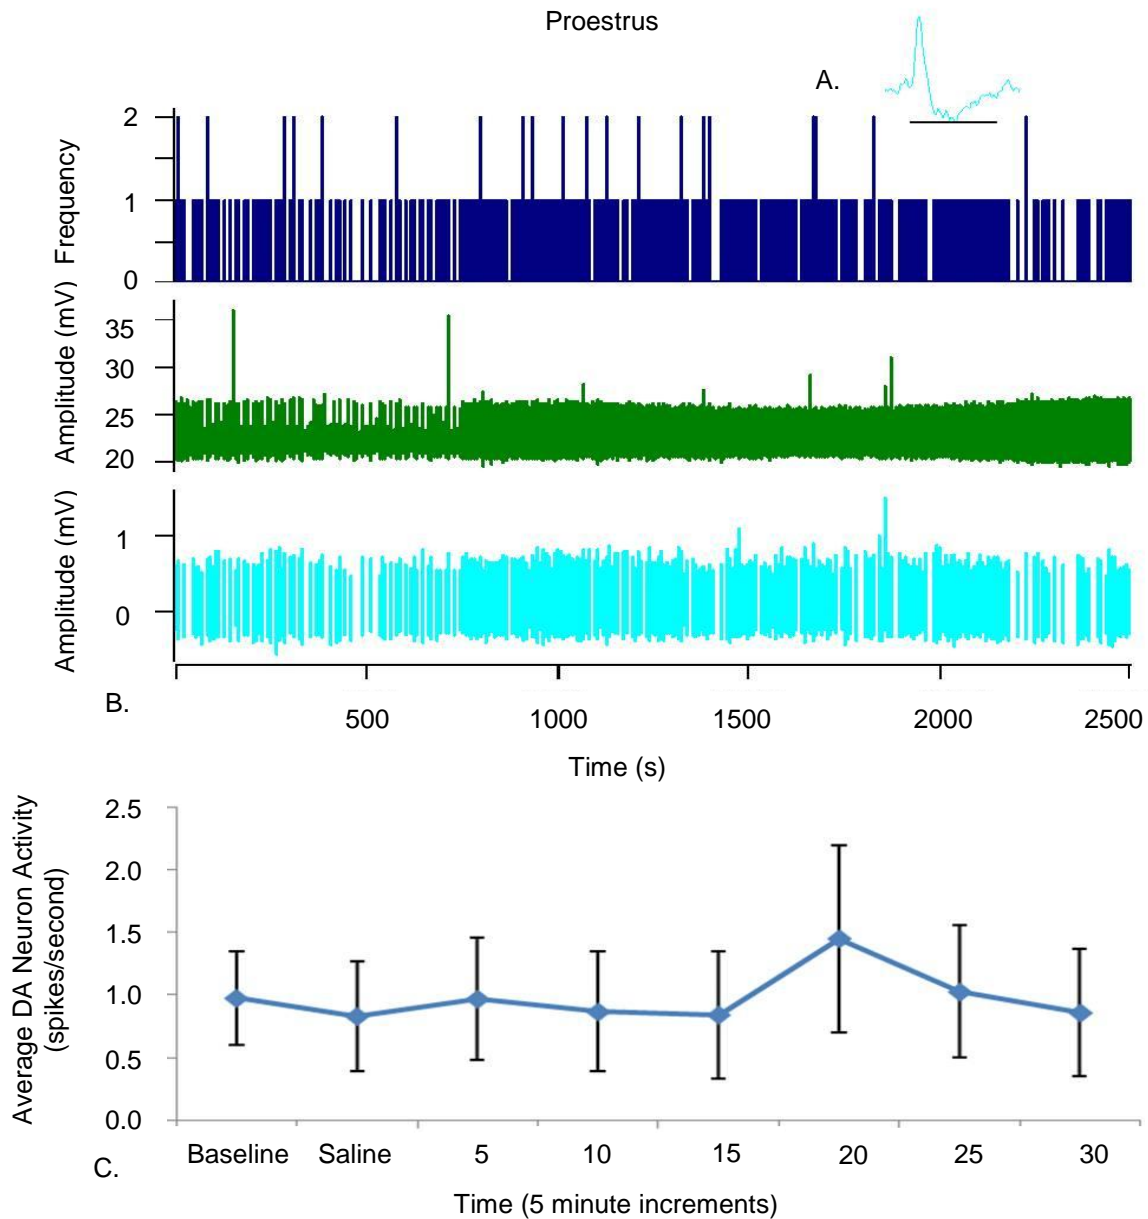 Proestrus
A.
Frequency
2
1
0
Amplitude (mV)
35
30
25
20
Amplitude (mV)
1
0
B.
500 1000 1500 2000 2500
Time (s)
Average DA Neuron Activity
(spikes/second)
2.5
2.0
1.5
1.0
0.5
0.0
Baseline Saline 5 10 15 20 25 30
C.
Time (5 minute increments)